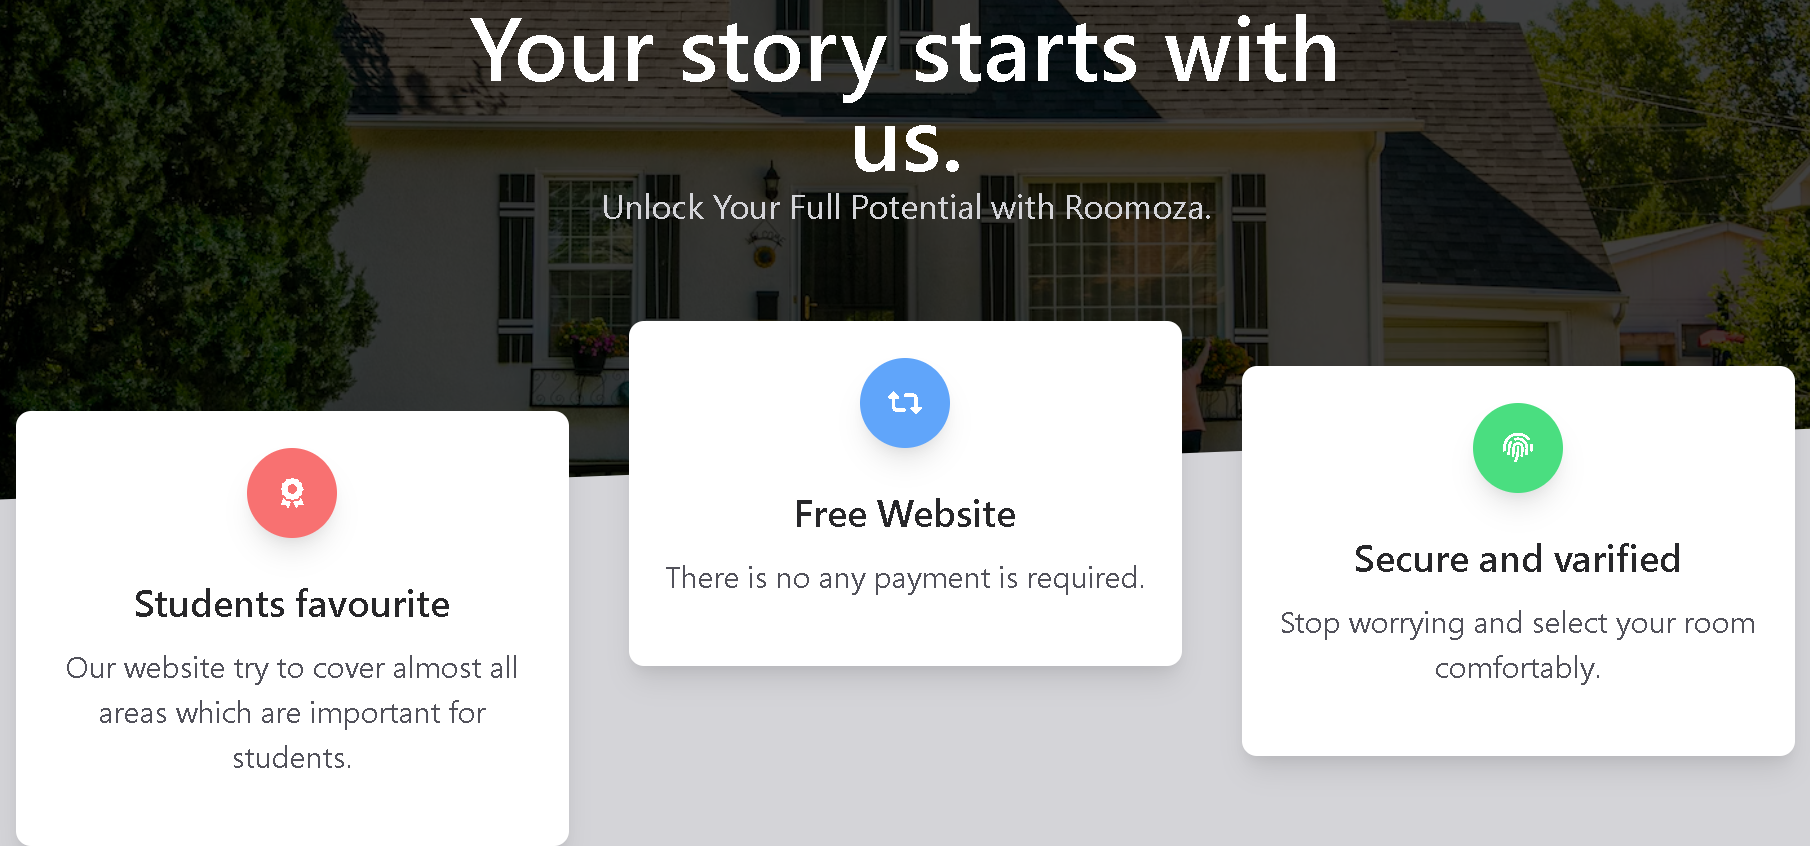 Your story starts with
us.
Unlock Your Full Potential with Roomoza.
Students favourite
Our website try to cover almost all
areas which are important for
students.
Free Website
There is no any payment is required.
Secure and varified
Stop worrying and select your room
comfortably.